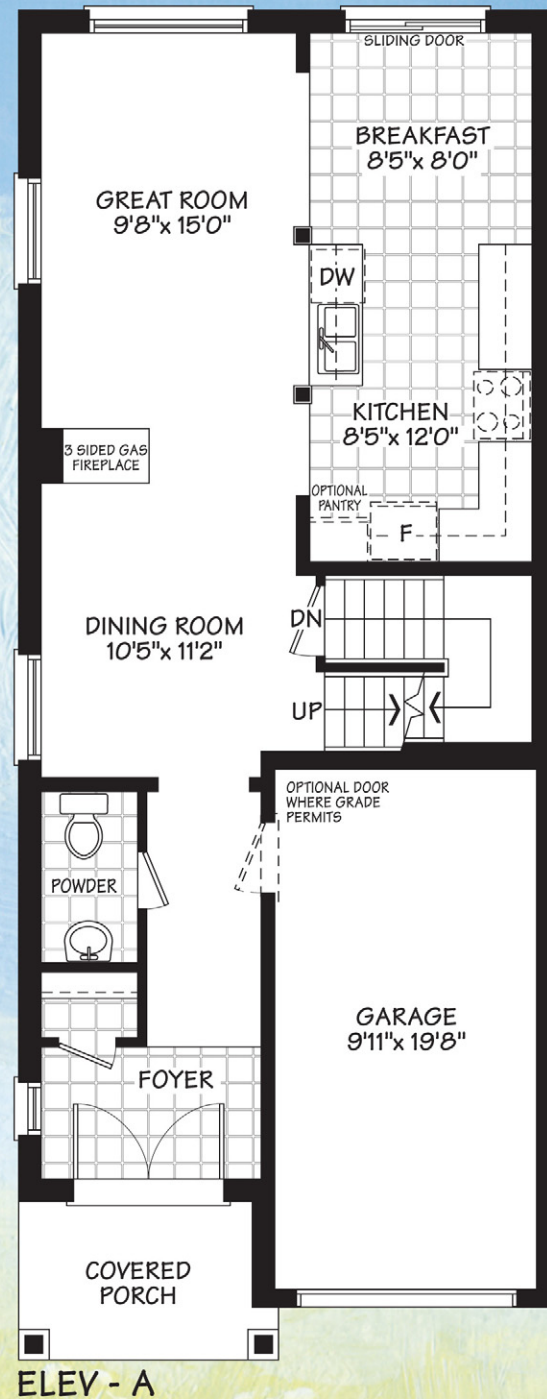 SLIDING DOOR
BREAKFAST
8'5"x 8'0"
GREAT ROOM
9'8"x 15'0"
DW
KITCHEN
8'5"x 12'0"
3 SIDED GAS
FIREPLACE
OPTIONAL
PANTRY
F
DINING ROOM
10'5"x 11'2"
DN
UP
OPTIONAL DOOR
WHERE GRADE
PERMITS
POWDER
GARAGE
9'11"x 19'8"
FOYER
COVERED
PORCH
ELEV - A